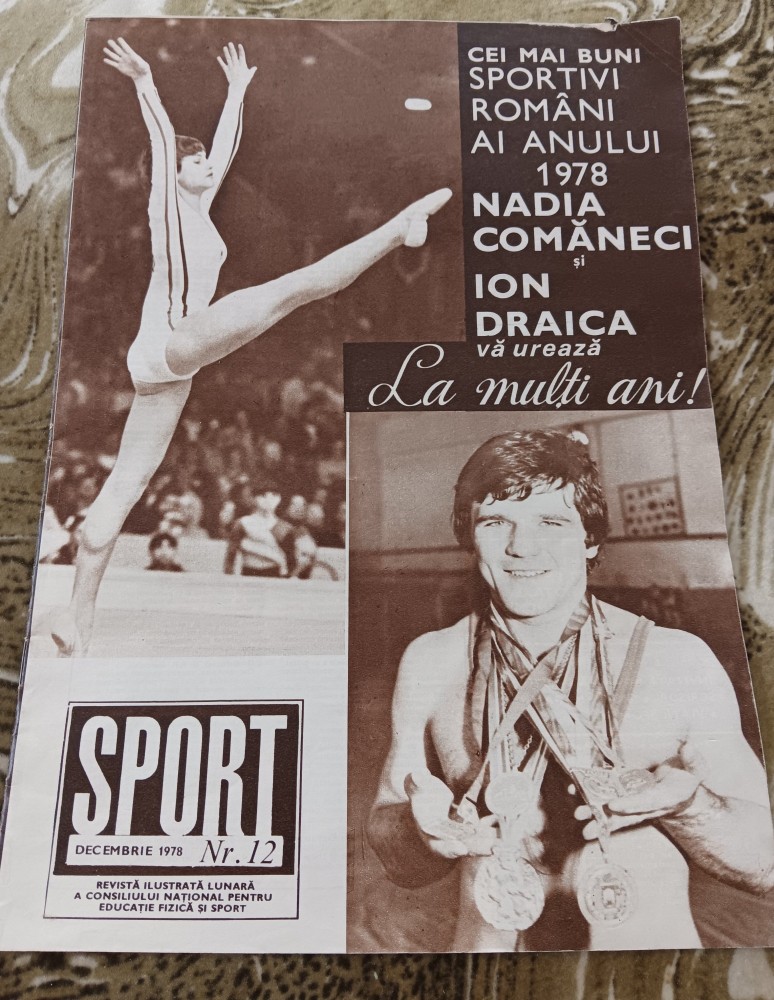 CEI MAI BUNI
SPORTIVI
ROMÂNI
AI ANULUI
1978
NADIA
COMĂNECI
și
ION
DRAICA
vă urează
La mulți ani!
SPORT
DECEMBRIE 1978 Nr. 12
REVISTĂ ILUSTRATĂ LUNARĂ
A CONSILIULUI NAȚIONAL PENTRU
EDUCAȚIE FIZICĂ ȘI SPORT